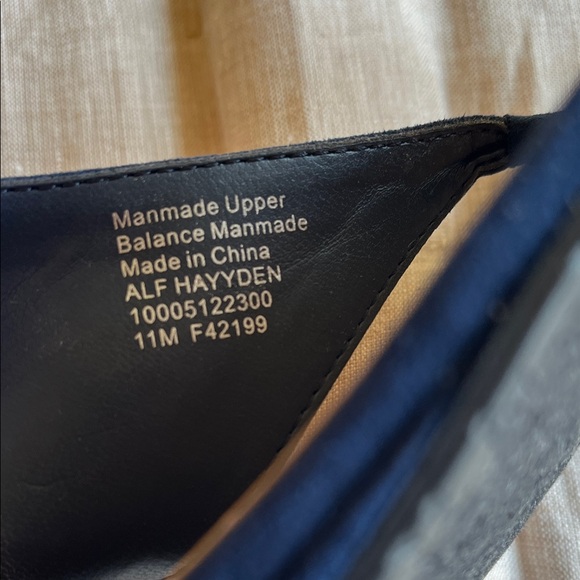 Manmade Upper
Balance Manmade
Made in China
ALF HAYYDEN
10005122300
11M F42199